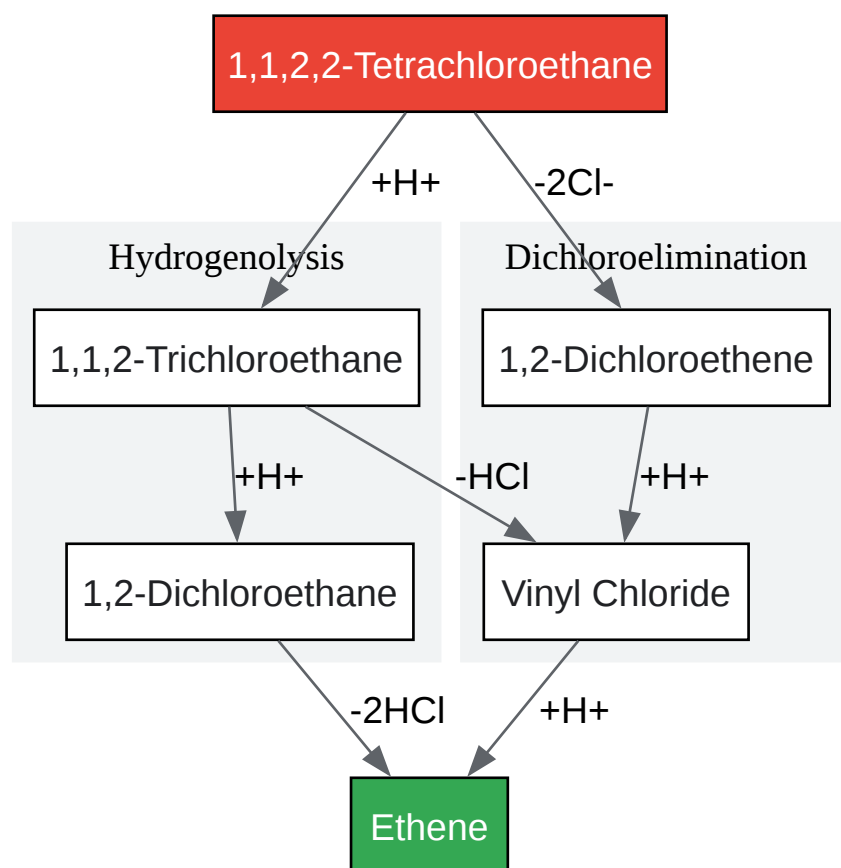 1,1,2,2-Tetrachloroethane
+H+
-2Cl-
Hydrogenolysis
Dichloroelimination
1,1,2-Trichloroethane
1,2-Dichloroethene
+H+
-HCl
+H+
1,2-Dichloroethane
Vinyl Chloride
-2HCl
+H+
Ethene